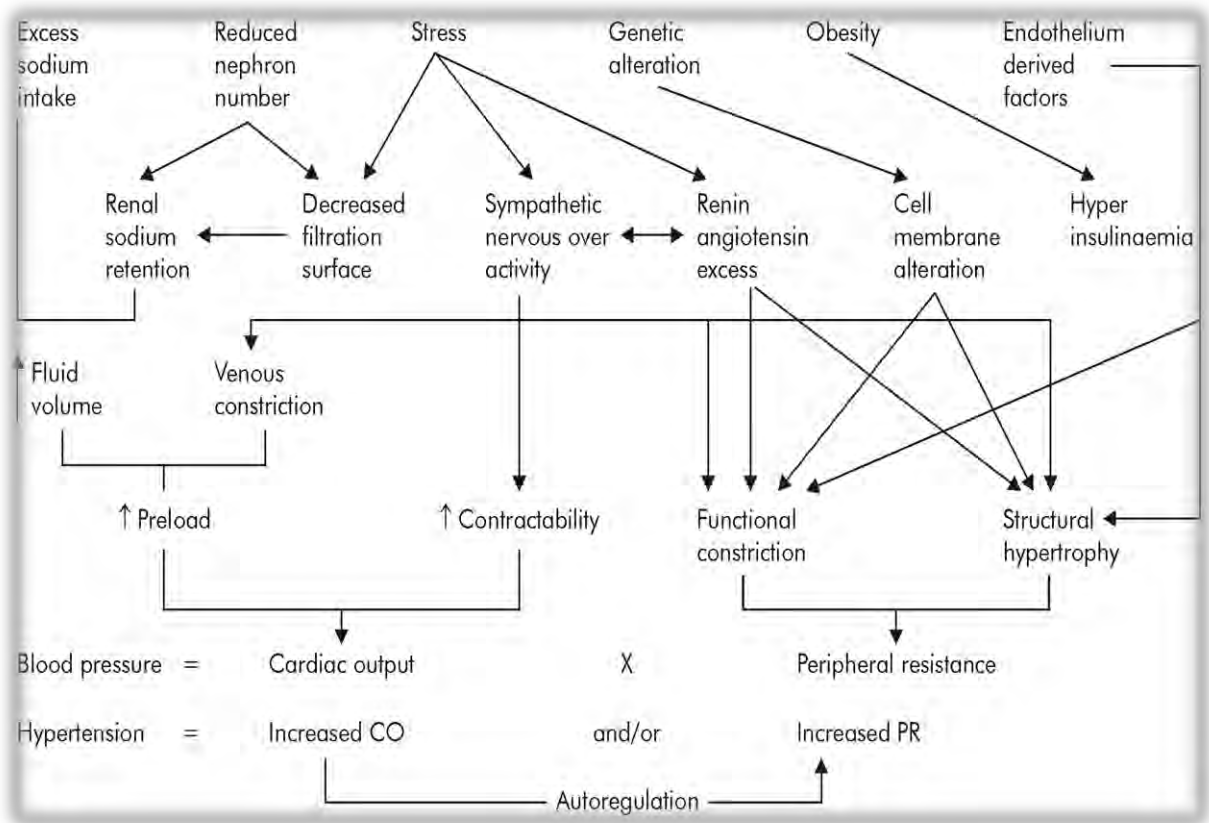 Excess
sodium
intake
Reduced
nephron
number
Stress
Genetic
alteration
Obesity
Endothelium
derived
factors
Renal
sodium
retention
Decreased
filtration
surface
Sympathetic
nervous over
activity
Renin
angiotensin
excess
Cell
membrane
alteration
Hyper
insulinaemia
Fluid
volume
Venous
constriction
↑ Preload
↑ Contractability
Functional
constriction
Structural
hypertrophy
Blood pressure = Cardiac output X Peripheral resistance
Hypertension = Increased CO and/or Increased PR
Autoregulation